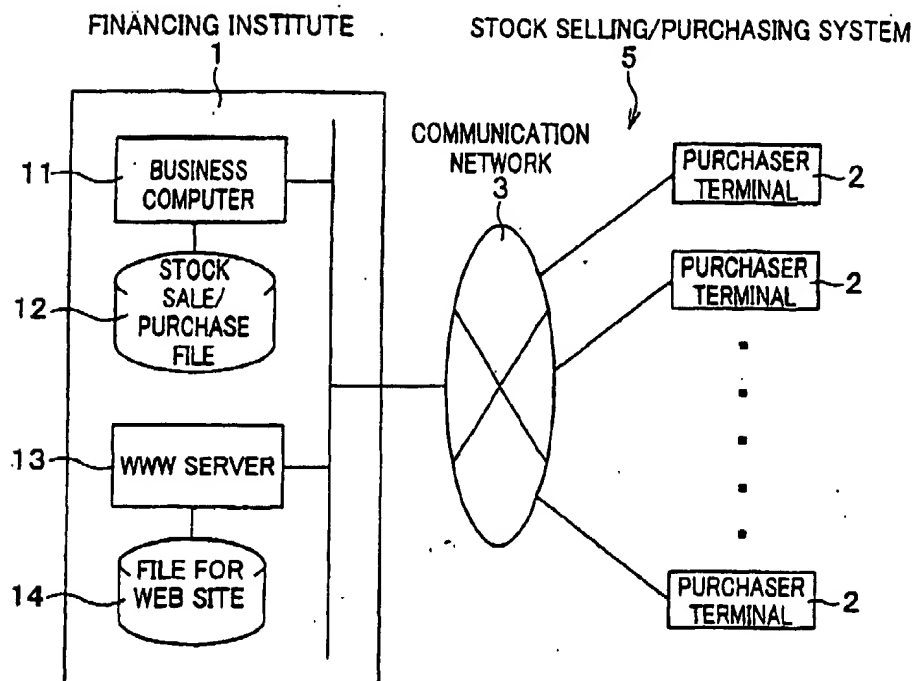 FINANCING INSTITUTE
1
STOCK SELLING/PURCHASING SYSTEM
5
11
BUSINESS
COMPUTER
12
STOCK
SALE/
PURCHASE
FILE
13
WWW SERVER
14
FILE FOR
WEB SITE
COMMUNICATION
NETWORK
3
PURCHASER
TERMINAL
2
PURCHASER
TERMINAL
2
PURCHASER
TERMINAL
2